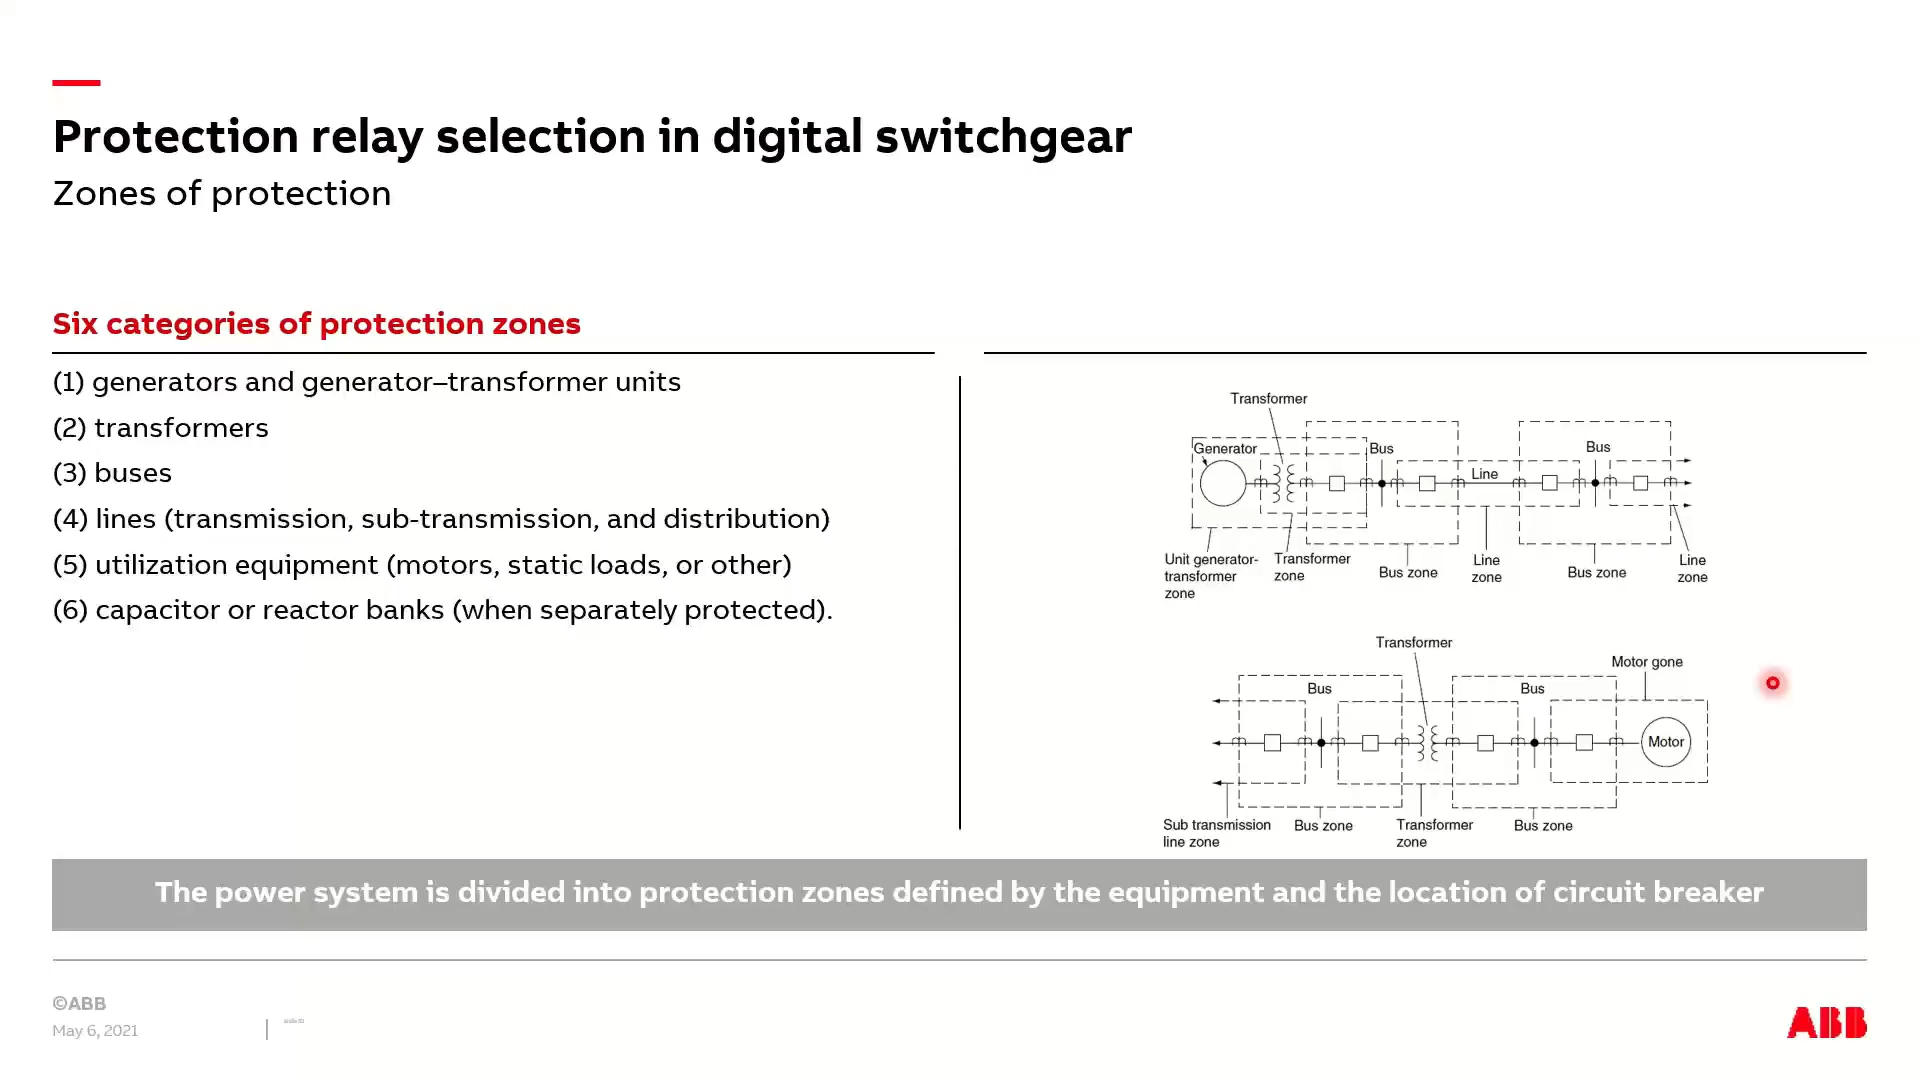 Protection relay selection in digital switchgear
Zones of protection
Six categories of protection zones
(1) generators and generator–transformer units
(2) transformers
(3) buses
(4) lines (transmission, sub-transmission, and distribution)
(5) utilization equipment (motors, static loads, or other)
(6) capacitor or reactor banks (when separately protected).
Transformer
Generator
Bus
Line
Bus
Unit generator-
transformer
zone
Transformer
zone
Bus zone
Line
zone
Bus zone
Line
zone
Transformer
Motor gone
Bus
Bus
Motor
Sub transmission
line zone
Bus zone
Transformer
zone
Bus zone
The power system is divided into protection zones defined by the equipment and the location of circuit breaker
©ABB
May 6, 2021
ABB